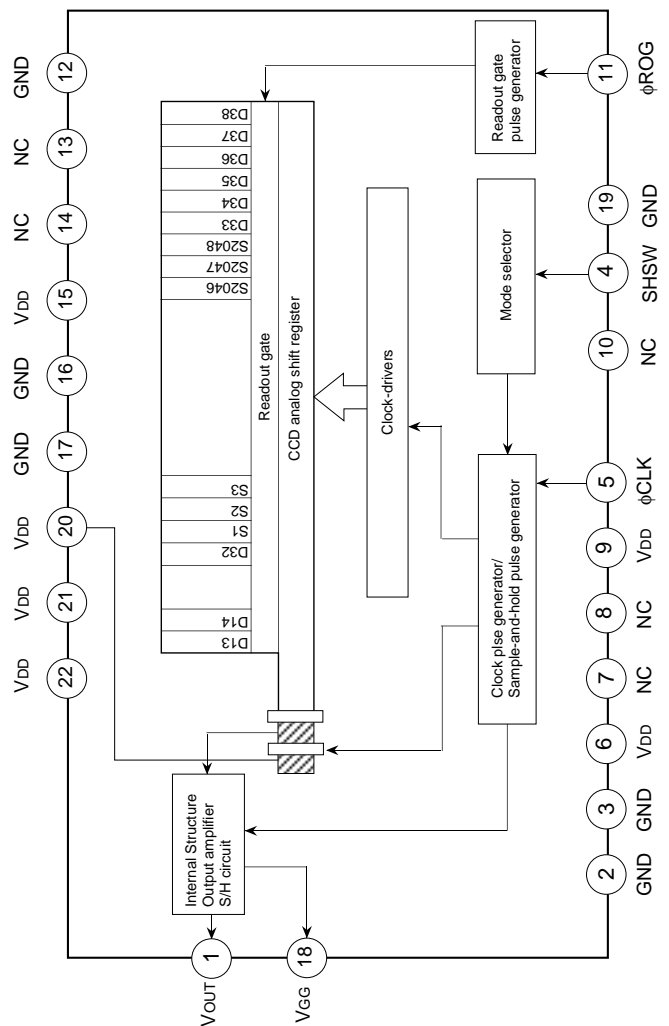 GND
12
NC
13
NC
14
VDD
15
GND
16
GND
17
VDD
20
VDD
21
VDD
22
D38
D37
D36
D35
D34
D33
S2048
S2047
S2046
S3
S2
S1
D32
D14
D13
Readout gate
CCD analog shift register
Clock-drivers
Readout gate
pulse generator
Mode selector
Clock plse generator/
Sample-and-hold pulse generator
Internal Structure
Output amplifier
S/H circuit
VOUT
1
VGG
18
11
φROG
19
GND
4
SHSW
10
NC
5
φCLK
9
VDD
8
NC
7
NC
6
VDD
3
GND
2
GND